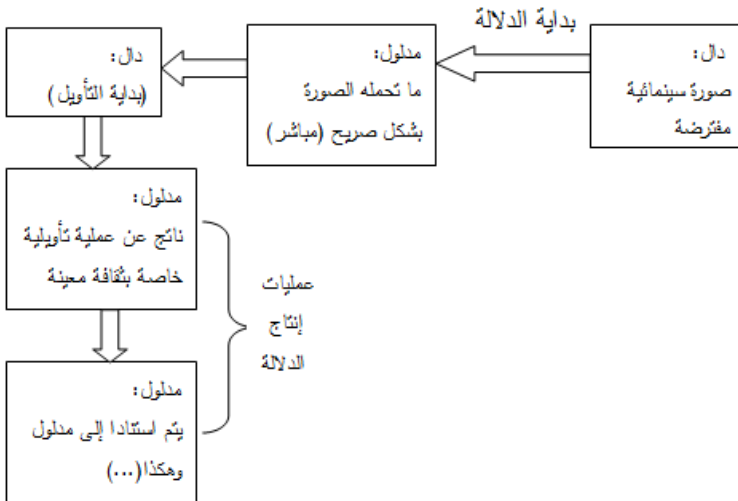 بداية الدلالة
دال:
صورة سينمائية
مفترضة
مدلول:
ما تحمله الصورة
بشكل صريح (مباشر)
دال:
(بداية التأويل)
مدلول:
ناتج عن عملية تأويلية
خاصة بثقافة معينة
مدلول:
يتم استنادا إلى مدلول
وهكذا(...)
عمليات
إنتاج
الدلالة